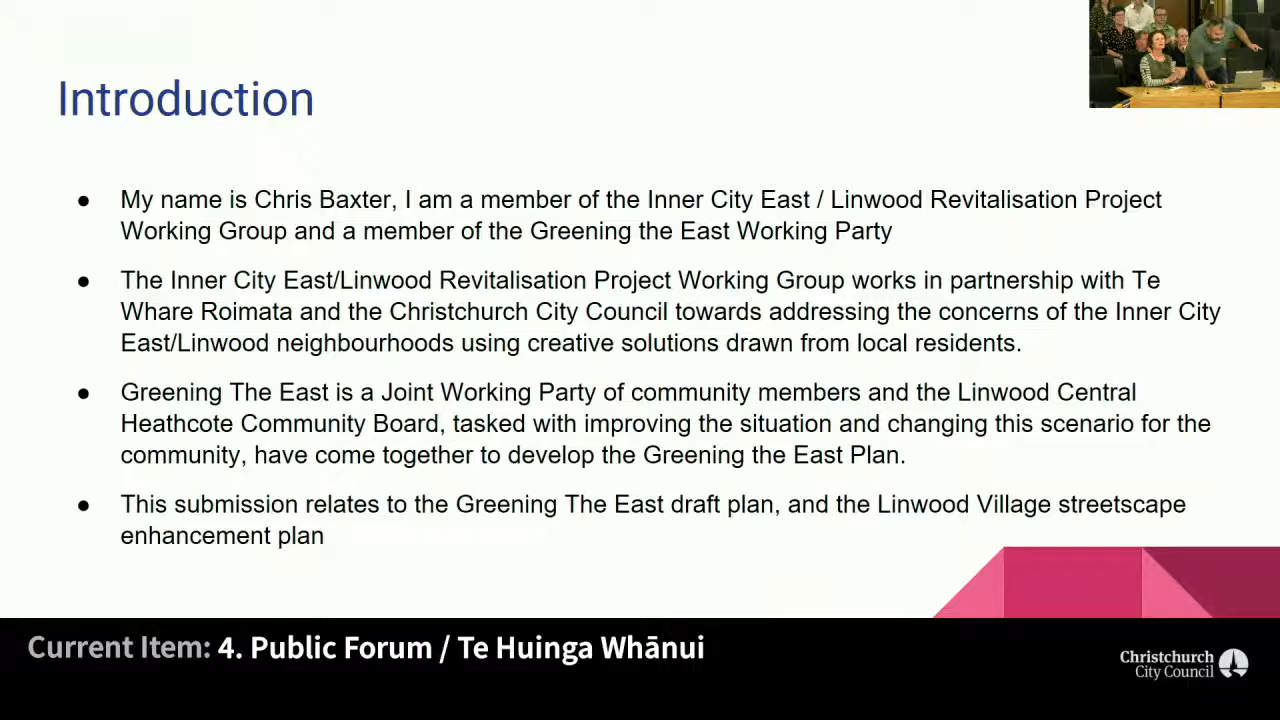 Introduction
● My name is Chris Baxter, I am a member of the Inner City East / Linwood Revitalisation Project
Working Group and a member of the Greening the East Working Party
● The Inner City East/Linwood Revitalisation Project Working Group works in partnership with Te
Whare Roimata and the Christchurch City Council towards addressing the concerns of the Inner City
East/Linwood neighbourhoods using creative solutions drawn from local residents.
● Greening The East is a Joint Working Party of community members and the Linwood Central
Heathcote Community Board, tasked with improving the situation and changing this scenario for the
community, have come together to develop the Greening the East Plan.
● This submission relates to the Greening The East draft plan, and the Linwood Village streetscape
enhancement plan
Current Item: 4. Public Forum / Te Huinga Whānui
Christchurch
City Council